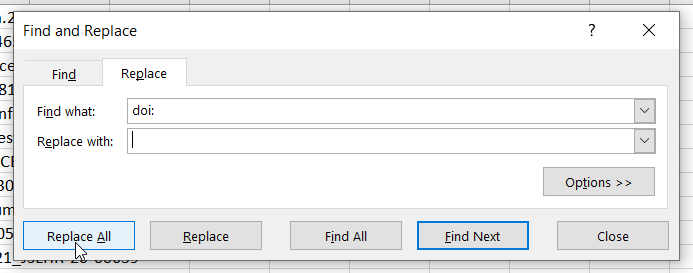 Find and Replace ?
Find Replace
Find what: doi:
Replace with:
Options >>
Replace All Replace Find All Find Next Close